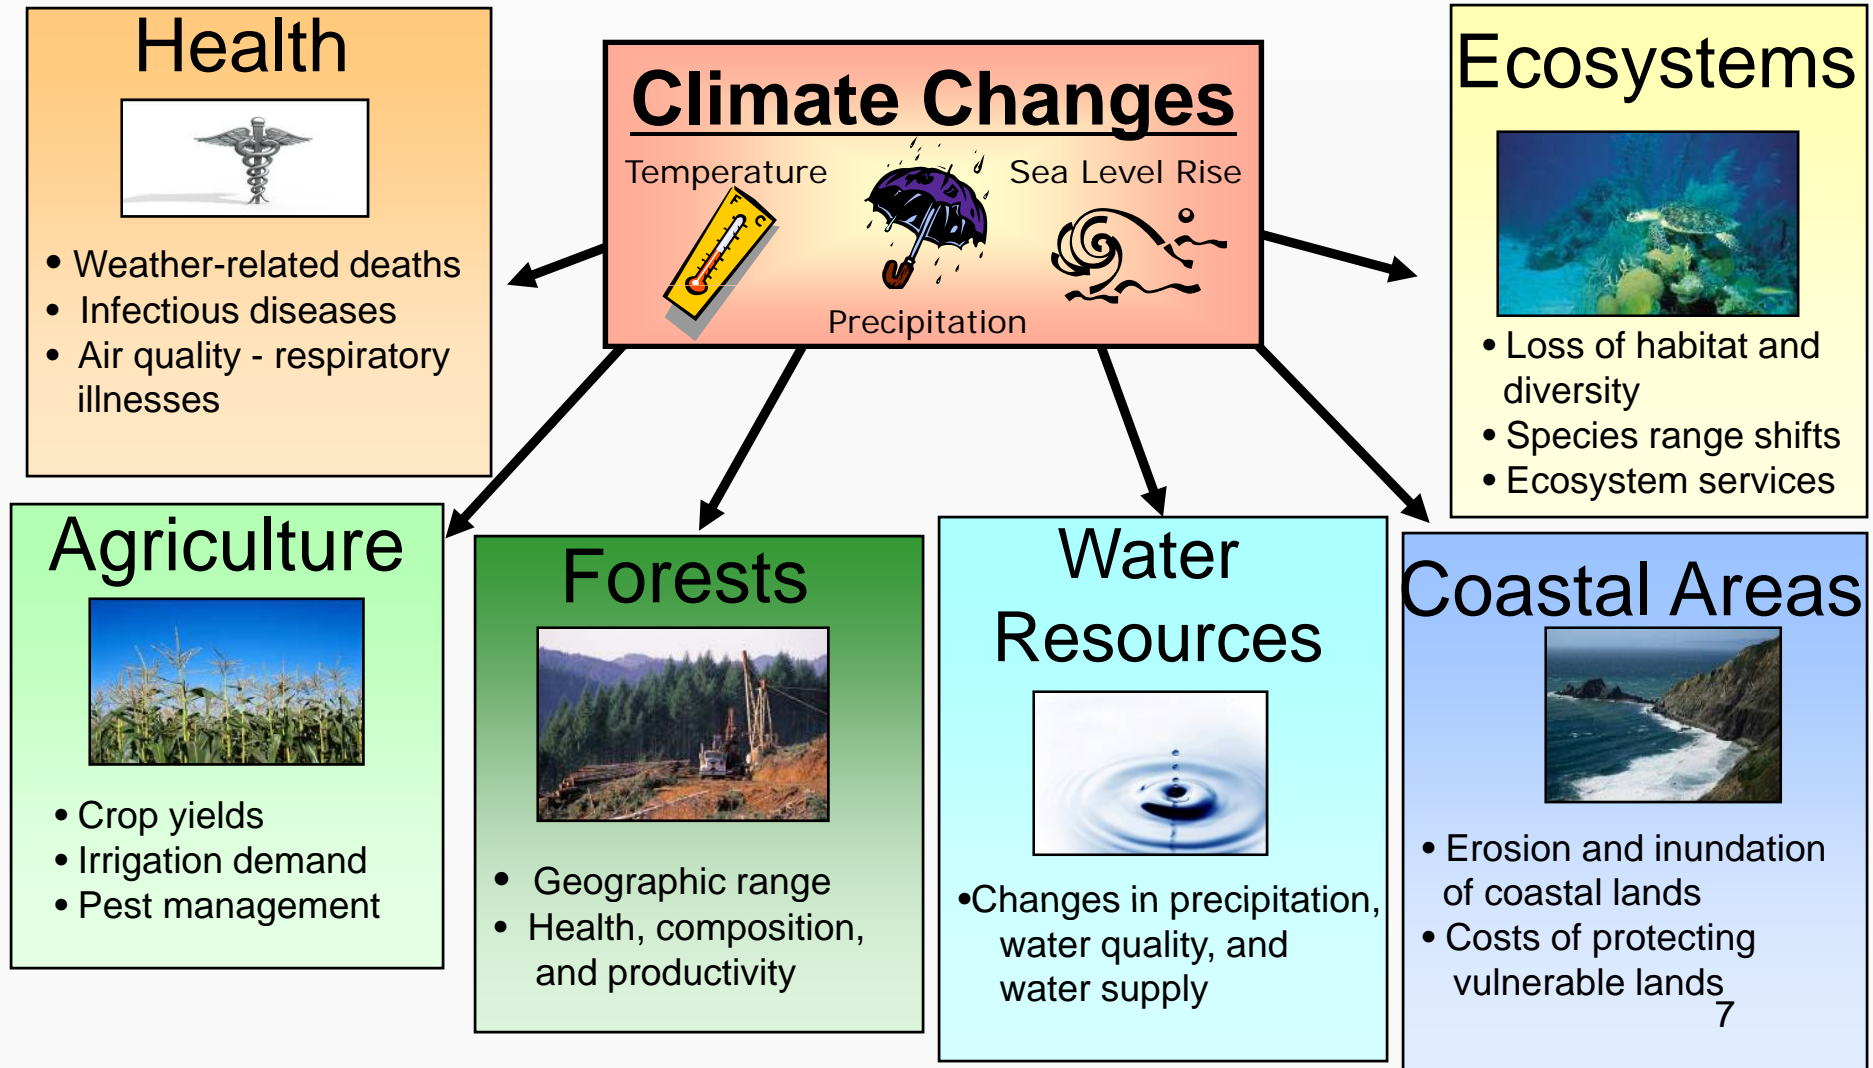 Health
• Weather-related deaths
• Infectious diseases
• Air quality - respiratory
illnesses
Climate Changes
Temperature
Sea Level Rise
F C
Precipitation
Ecosystems
• Loss of habitat and
diversity
• Species range shifts
• Ecosystem services
Agriculture
• Crop yields
• Irrigation demand
• Pest management
Forests
• Geographic range
• Health, composition,
and productivity
Water
Resources
•Changes in precipitation,
water quality, and
water supply
Coastal Areas
• Erosion and inundation
of coastal lands
• Costs of protecting
vulnerable lands
7